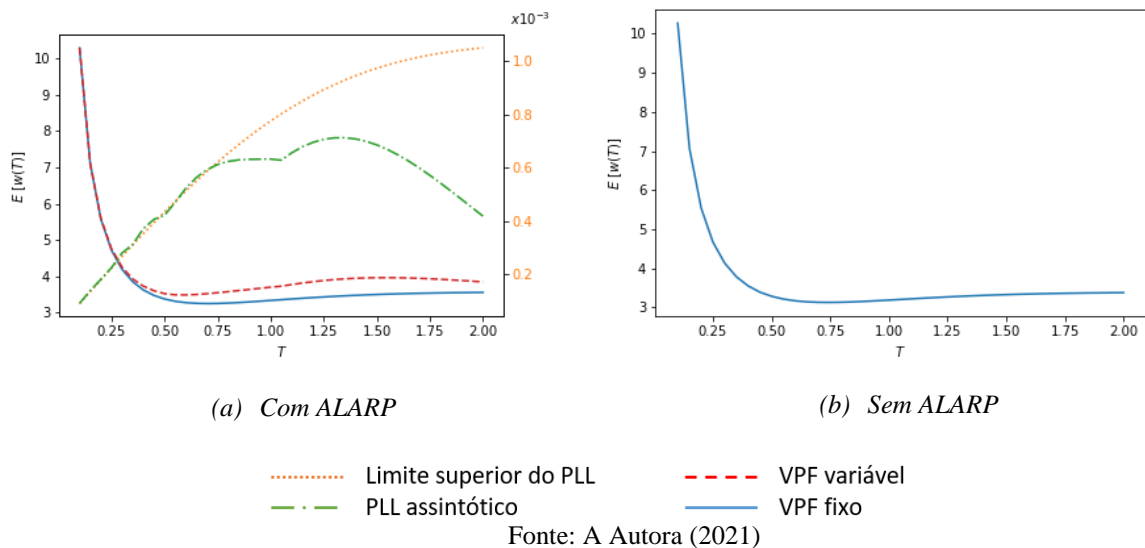 x10⁻³
10
9
8
7
6
5
4
3
E [w(T)]
1.0
0.8
0.6
0.4
0.2
0.25 0.50 0.75 1.00 1.25 1.50 1.75 2.00
T
(a) Com ALARP
10
9
8
7
6
5
4
3
E [w(T)]
0.25 0.50 0.75 1.00 1.25 1.50 1.75 2.00
T
(b) Sem ALARP
Limite superior do PLL
VPF variável
PLL assintótico
VPF fixo
Fonte: A Autora (2021)